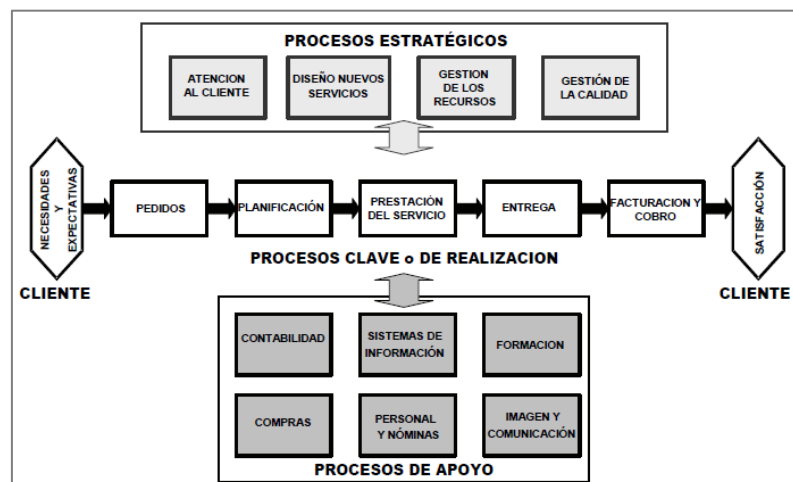 PROCESOS ESTRATÉGICOS
ATENCION
AL CLIENTE
DISEÑO NUEVOS
SERVICIOS
GESTION
DE LOS
RECURSOS
GESTIÓN DE
LA CALIDAD
NECESIDADES
Y
EXPECTATIVAS
CLIENTE
PEDIDOS
PLANIFICACIÓN
PRESTACIÓN
DEL SERVICIO
ENTREGA
FACTURACION Y
COBRO
SATISFACCIÓN
CLIENTE
PROCESOS CLAVE o DE REALIZACION
CONTABILIDAD
SISTEMAS DE
INFORMACIÓN
FORMACION
COMPRAS
PERSONAL
Y NÓMINAS
IMAGEN Y
COMUNICACIÓN
PROCESOS DE APOYO